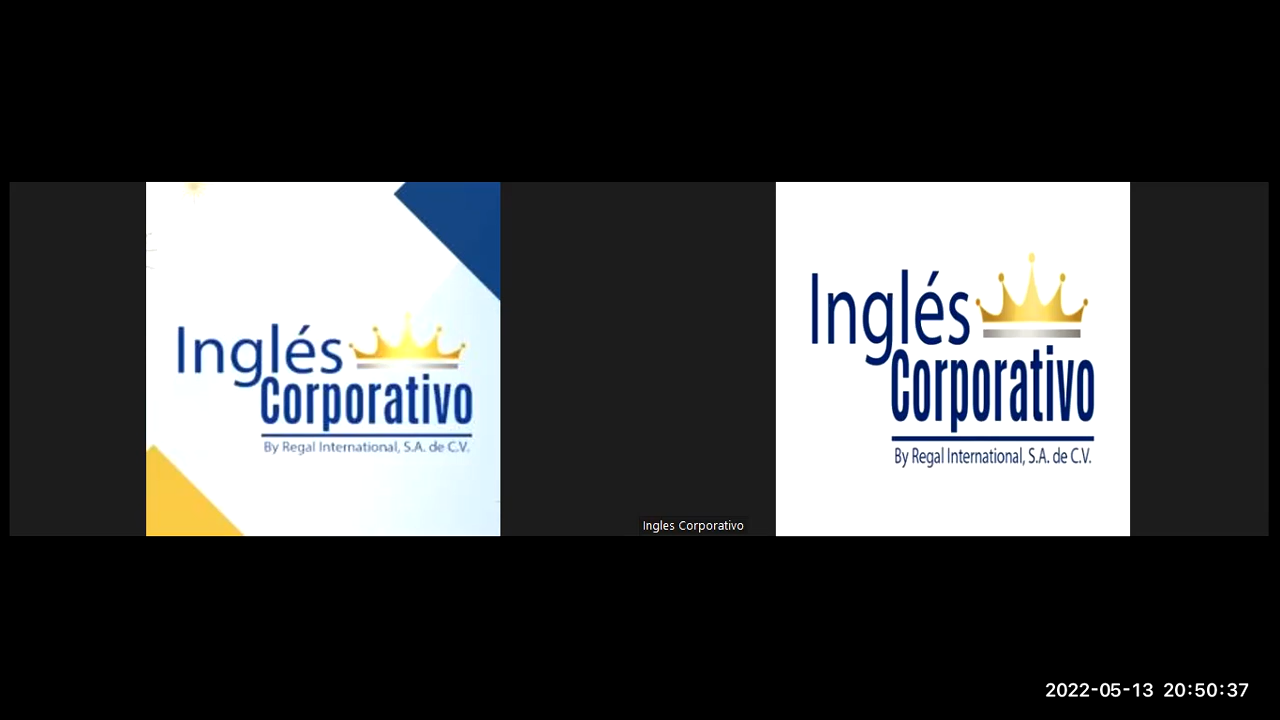 Inglés
Corporativo
By Regal International, S.A. de C.V.
Inglés
Corporativo
By Regal International, S.A. de C.V.
Ingles Corporativo
2022-05-13 20:50:37